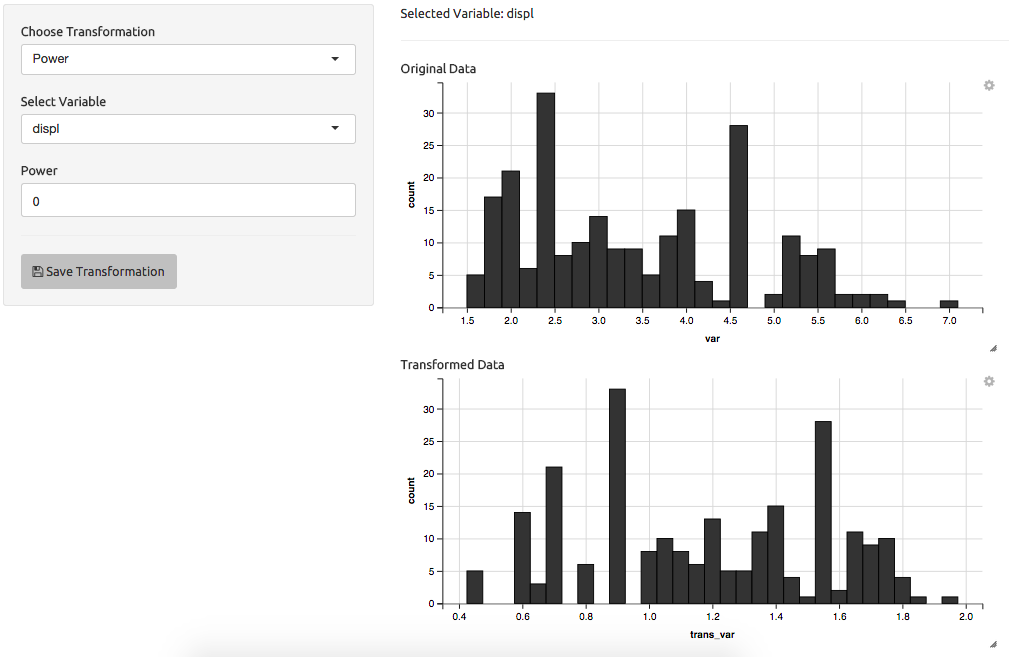 Choose Transformation
Power
Select Variable
displ
Power
0
Save Transformation
Selected Variable: displ
Original Data
30
25
20
15
10
5
0
count
1.5 2.0 2.5 3.0 3.5 4.0 4.5 5.0 5.5 6.0 6.5 7.0
var
Transformed Data
30
25
20
15
10
5
0
count
0.4 0.6 0.8 1.0 1.2 1.4 1.6 1.8 2.0
trans_var